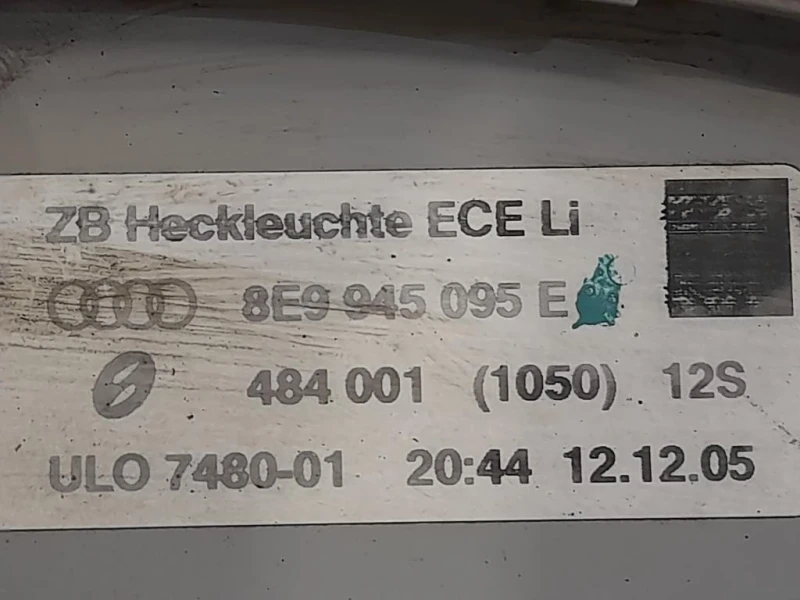 ZB Heckleuchte ECE Li
8E9 945 095 E
484 001 (1050) 12S
ULO 7480-01 20:44 12.12.05